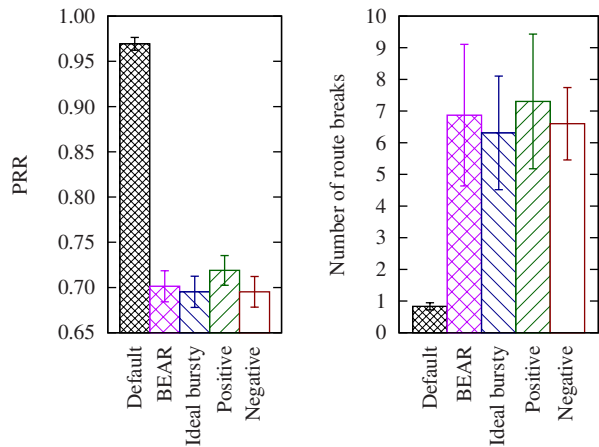 1.00
0.95
0.90
0.85
0.80
0.75
0.70
0.65
PRR
Default
BEAR
Ideal bursty
Positive
Negative
10
9
8
7
6
5
4
3
2
1
0
Number of route breaks
Default
BEAR
Ideal bursty
Positive
Negative